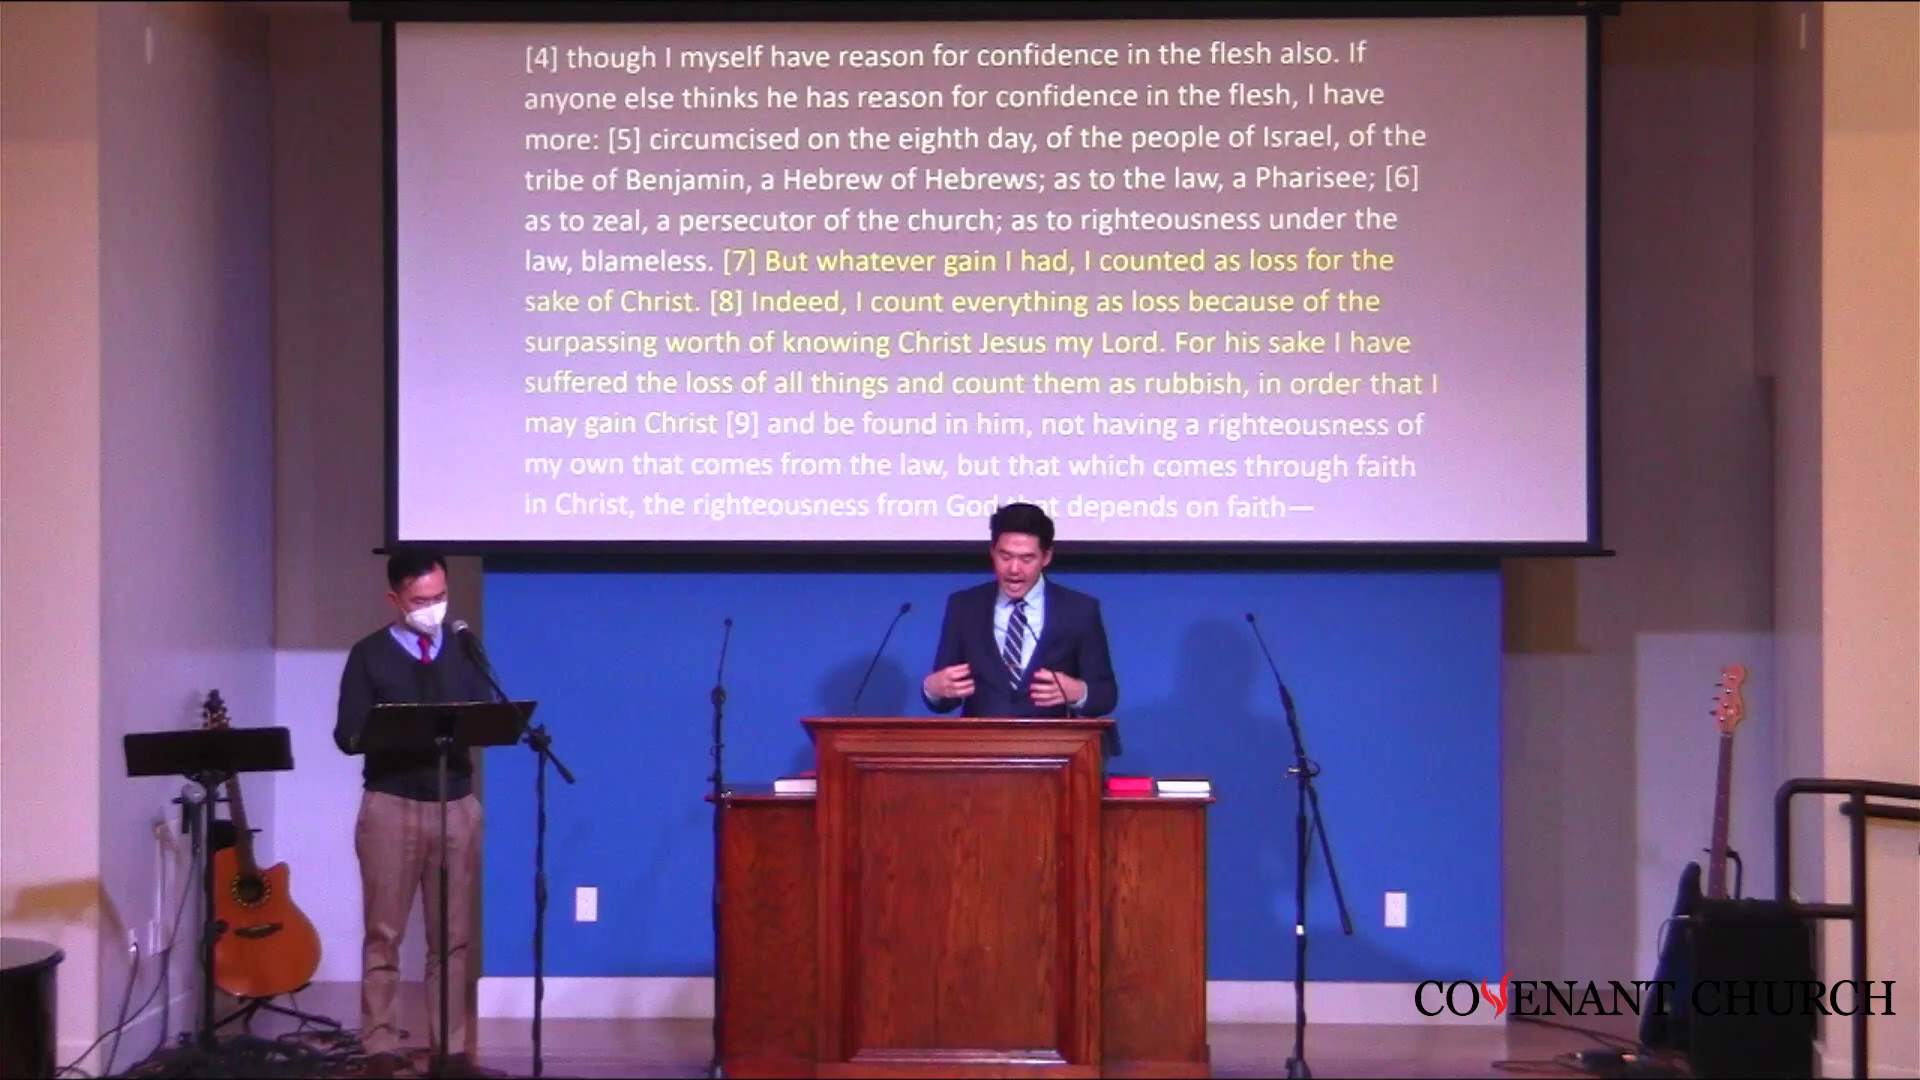 [4] though I myself have reason for confidence in the flesh also. If
anyone else thinks he has reason for confidence in the flesh, I have
more: [5] circumcised on the eighth day, of the people of Israel, of the
tribe of Benjamin, a Hebrew of Hebrews; as to the law, a Pharisee; [6]
as to zeal, a persecutor of the church; as to righteousness under the
law, blameless. [7] But whatever gain I had, I counted as loss for the
sake of Christ. [8] Indeed, I count everything as loss because of the
surpassing worth of knowing Christ Jesus my Lord. For his sake I have
suffered the loss of all things and count them as rubbish, in order that I
may gain Christ [9] and be found in him, not having a righteousness of
my own that comes from the law, but that which comes through faith
in Christ, the righteousness from God that depends on faith—
COVENANT CHURCH